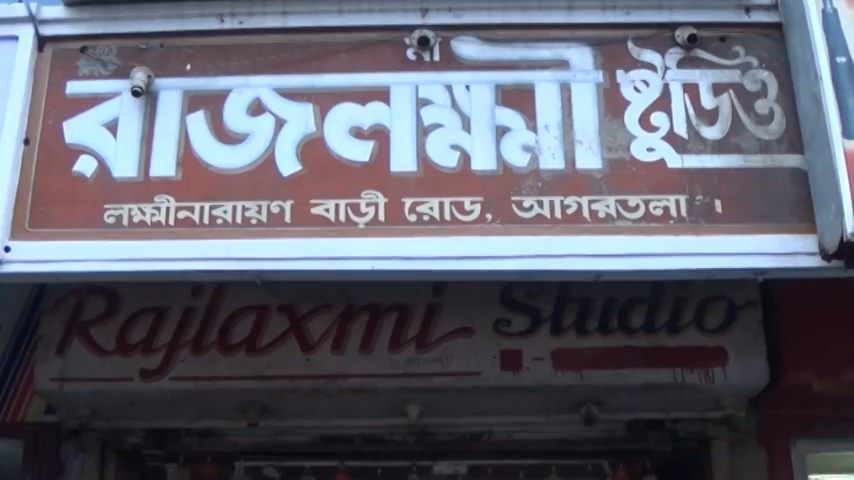 মা
রাজলক্ষ্মী ষ্টুডিও
লক্ষ্মীনারায়ণ বাড়ী রোড, আগরতলা ।
Rajlaxmi Studio